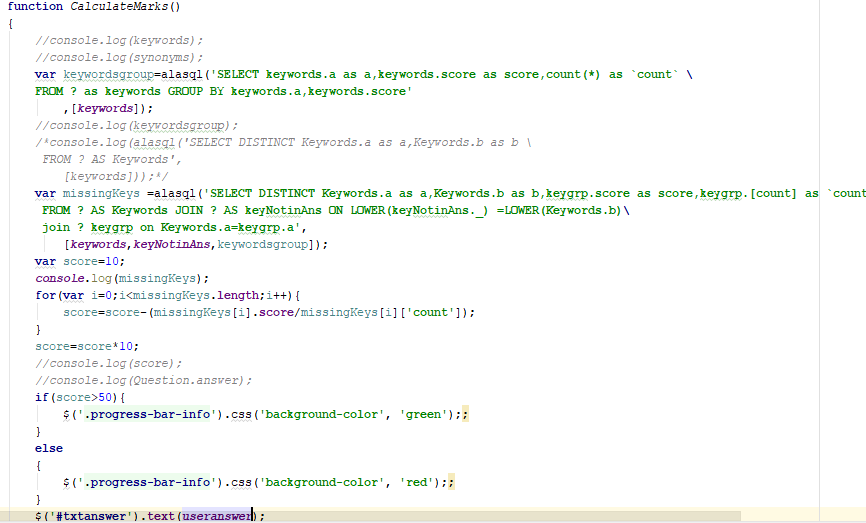 function CalculateMarks()
{
//console.log(keywords);
//console.log(synonyms);
var keywordsgroup=alasql('SELECT keywords.a as a,keywords.score as score,count(*) as `count` \
FROM ? as keywords GROUP BY keywords.a,keywords.score'
,[keywords]);
//console.log(keywordsgroup);
/*console.log(alasql('SELECT DISTINCT Keywords.a as a,Keywords.b as b \
FROM ? AS Keywords',
[keywords]));*/
var missingKeys =alasql('SELECT DISTINCT Keywords.a as a,Keywords.b as b,keygrp.score as score,keygrp.[count] as `count
FROM ? AS Keywords JOIN ? AS keyNotinAns ON LOWER(keyNotinAns._) =LOWER(Keywords.b)\
join ? keygrp on Keywords.a=keygrp.a',
[keywords,keyNotinAns,keywordsgroup]);
var score=10;
console.log(missingKeys);
for(var i=0;i<missingKeys.length;i++){
score=score-(missingKeys[i].score/missingKeys[i]['count']);
}
score=score*10;
//console.log(score);
//console.log(Question.answer);
if(score>50){
$('.progress-bar-info').css('background-color', 'green');;
}
else
{
$('.progress-bar-info').css('background-color', 'red');;
}
$('#txtanswer').text(useranswer);